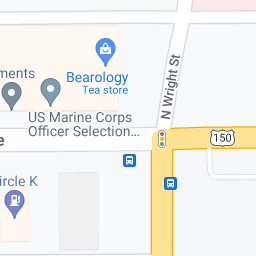 Bearology
Tea store
ments
US Marine Corps
Officer Selection...
N Wright St
150
e
ircle K